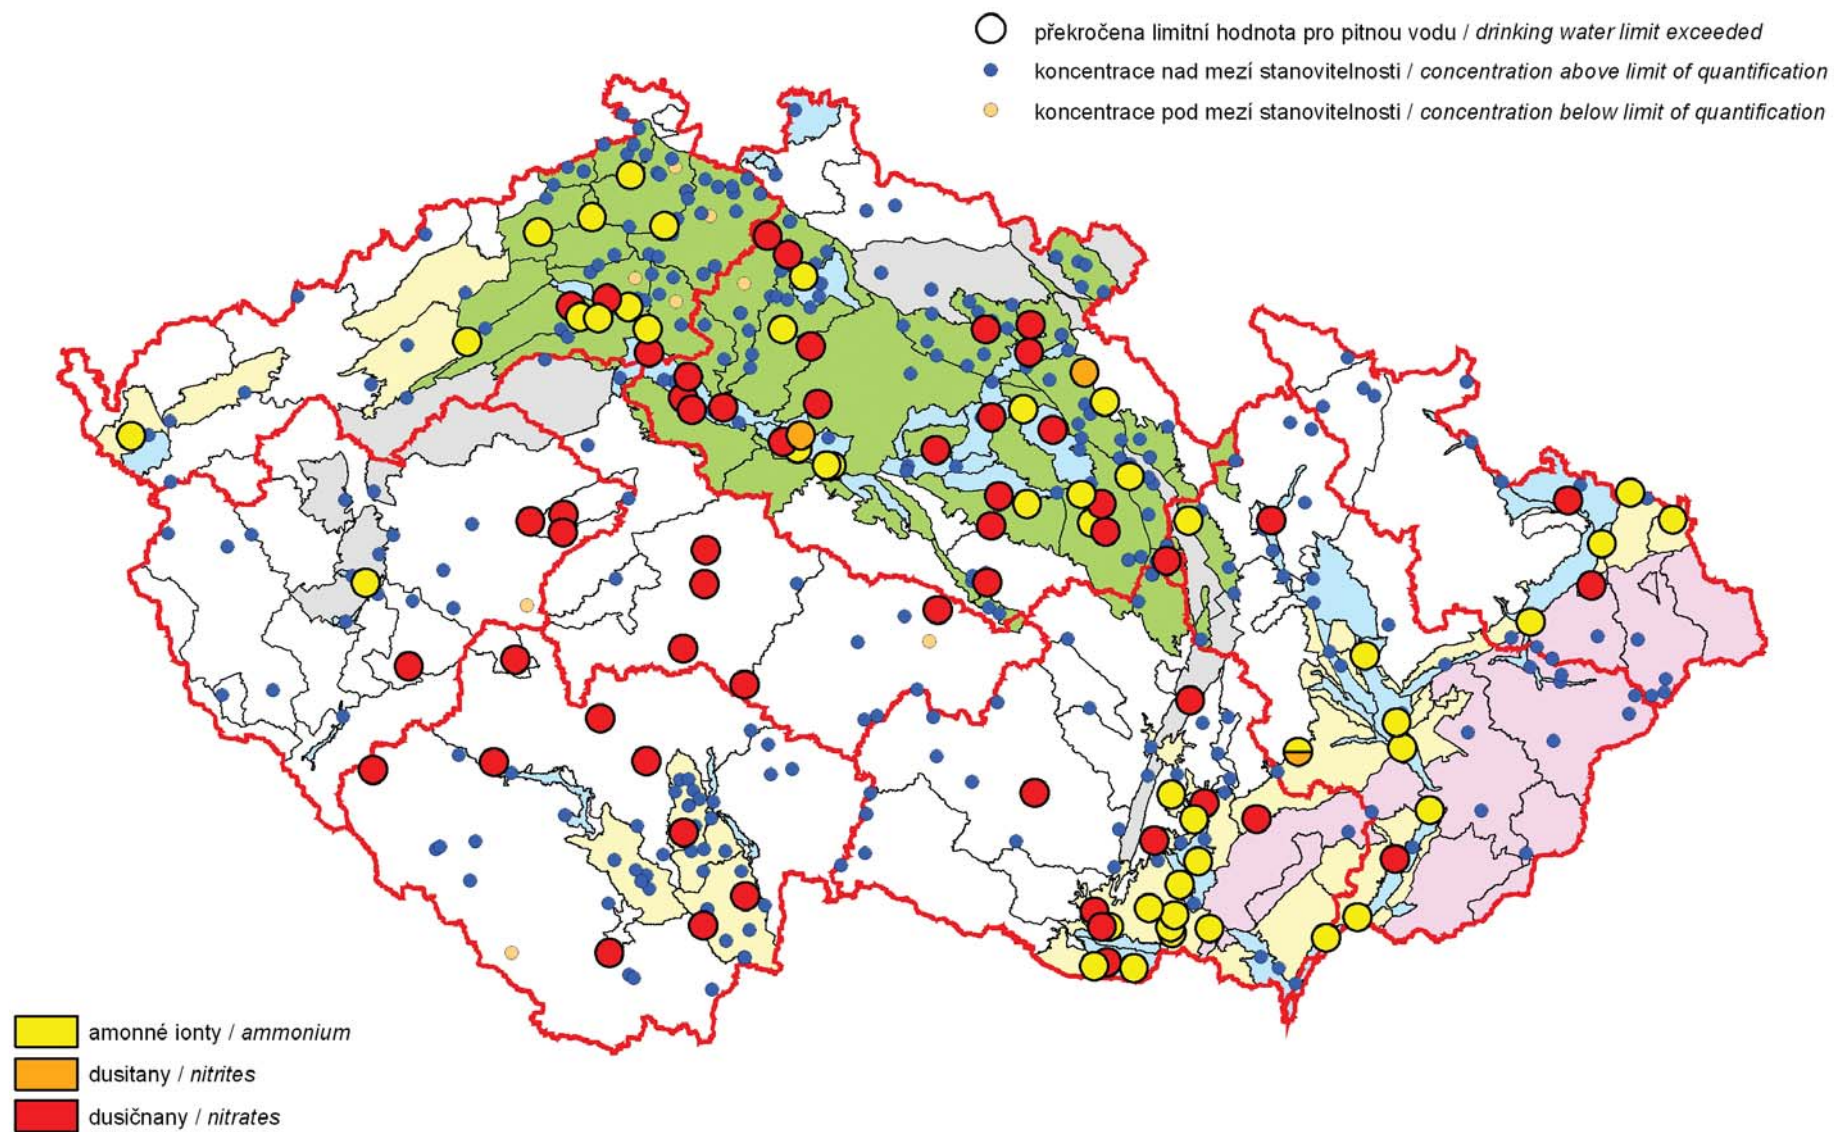 překročena limitní hodnota pro pitnou vodu / drinking water limit exceeded
koncentrace nad mezí stanovitelnosti / concentration above limit of quantification
koncentrace pod mezí stanovitelnosti / concentration below limit of quantification
amonné ionty / ammonium
dusitany / nitrites
dusičnany / nitrates